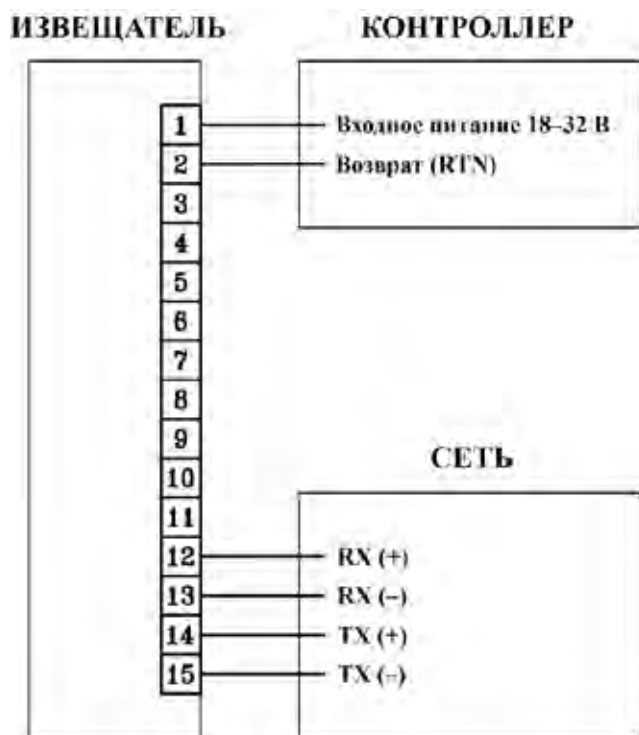 ИЗВЕЩАТЕЛЬ
КОНТРОЛЛЕР
1
Входное питание 18–32 В
2
Возврат (RTN)
3
4
5
6
7
8
9
СЕТЬ
10
11
12
RX (+)
13
RX (–)
14
TX (+)
15
TX (–)